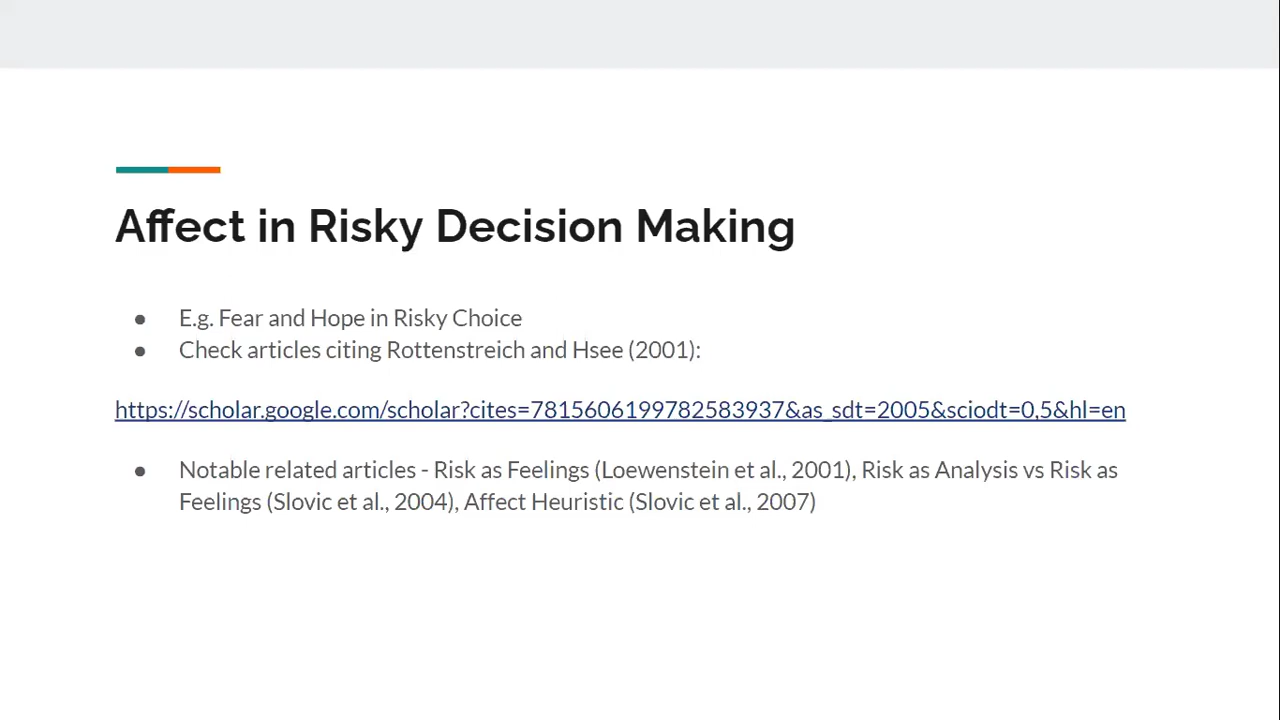 Affect in Risky Decision Making
● E.g. Fear and Hope in Risky Choice
● Check articles citing Rottenstreich and Hsee (2001):
https://scholar.google.com/scholar?cites=7815606199782583937&as_sdt=2005&sciodt=0,5&hl=en
● Notable related articles - Risk as Feelings (Loewenstein et al., 2001), Risk as Analysis vs Risk as
Feelings (Slovic et al., 2004), Affect Heuristic (Slovic et al., 2007)